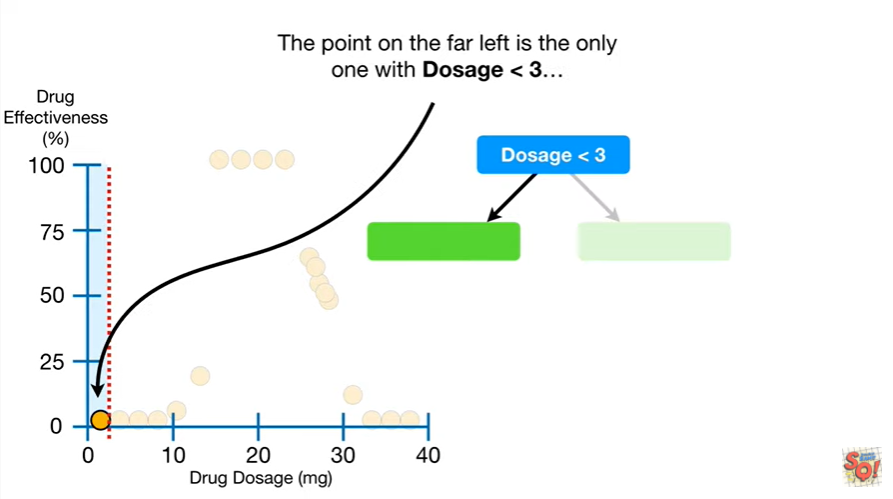 The point on the far left is the only
one with Dosage < 3…
Drug
Effectiveness
(%)
Dosage < 3
100
75
50
25
0
0 10 20 30 40
Drug Dosage (mg)
SQ!